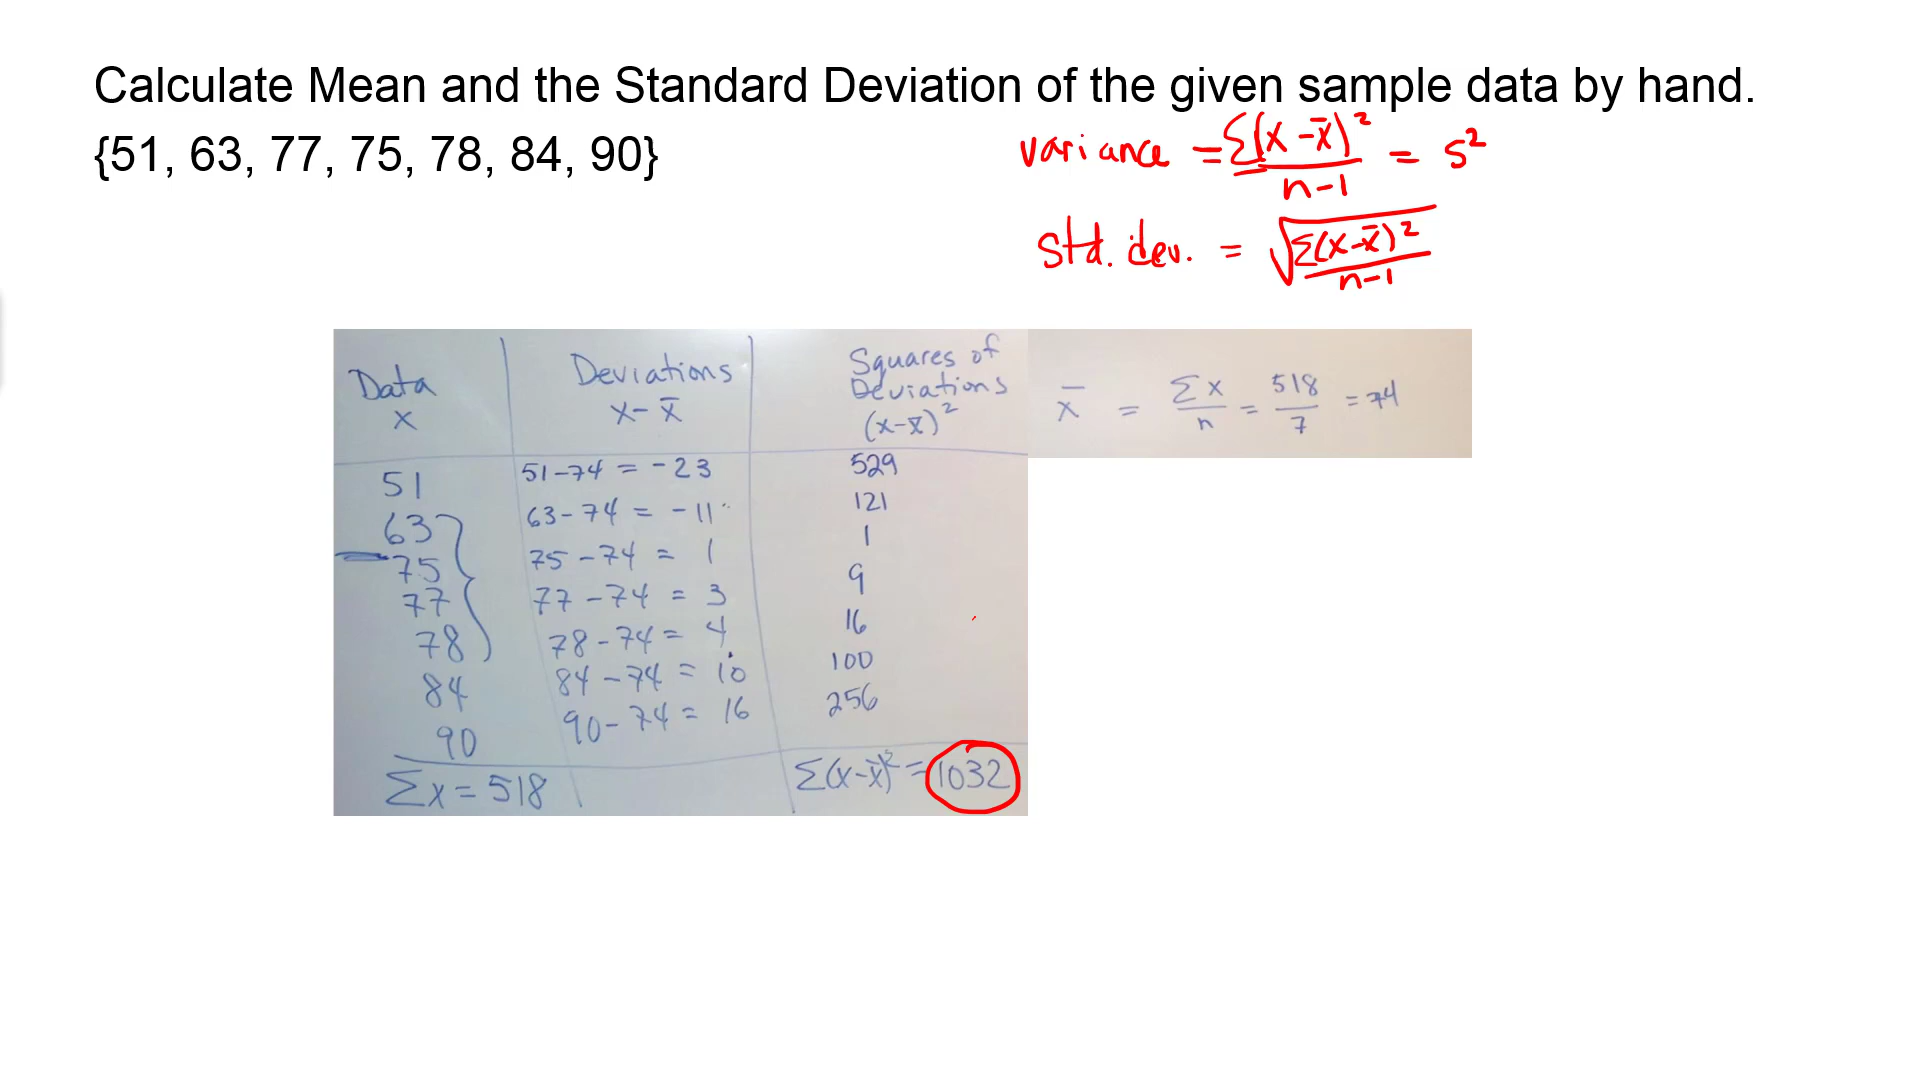 Calculate Mean and the Standard Deviation of the given sample data by hand.
{51, 63, 77, 75, 78, 84, 90}
variance = Σ(x - x̄)² / n-1 = s²
std. dev. = √(Σ(x-x̄)² / n-1)
Data x
Deviations x - x̄
Squares of Deviations (x-x̄)²
x̄ = Σx / n = 518 / 7 = 74
51 51-74 = -23 529
63 63-74 = -11 121
75 75-74 = 1 1
77 77-74 = 3 9
78 78-74 = 4 16
84 84-74 = 10 100
90 90-74 = 16 256
Σx = 518 Σ(x-x̄)² = 1032